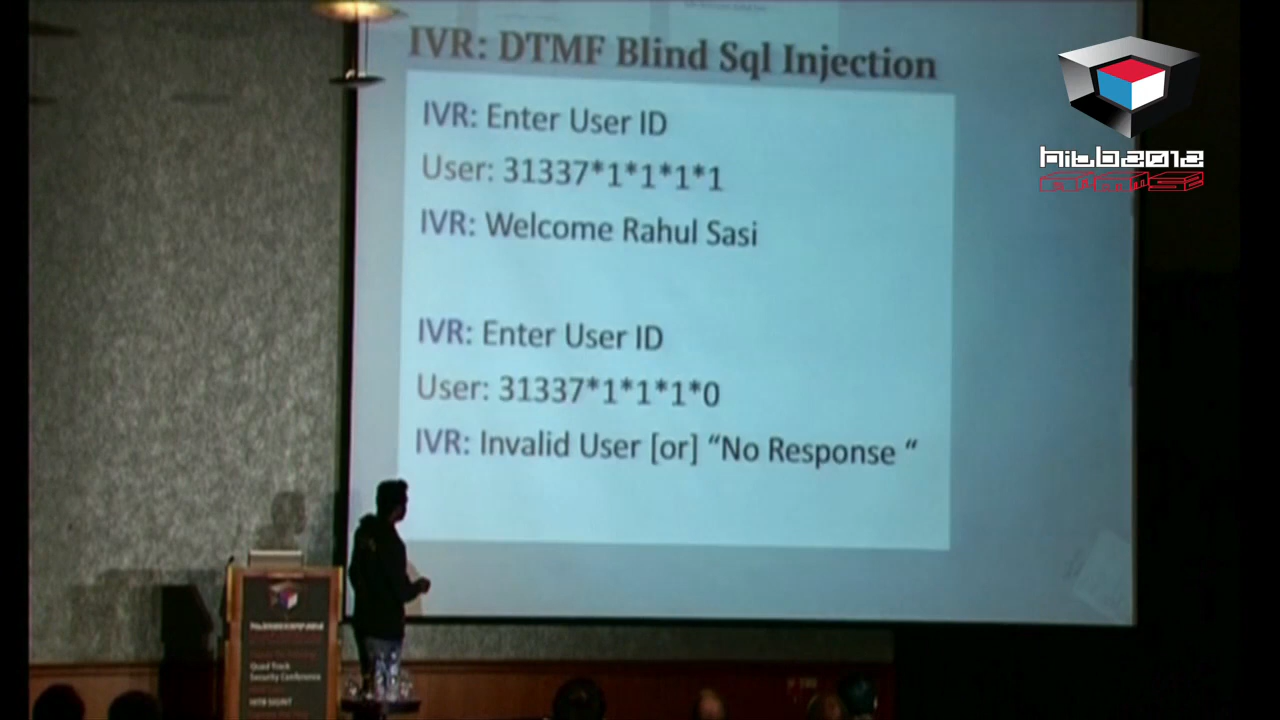 IVR: DTMF Blind Sql Injection
IVR: Enter User ID
User: 31337*1*1*1*1
IVR: Welcome Rahul Sasi
IVR: Enter User ID
User: 31337*1*1*1*0
IVR: Invalid User [or] “No Response “
hitb2012
Quad Track
Security Conference
HITB SIGINT